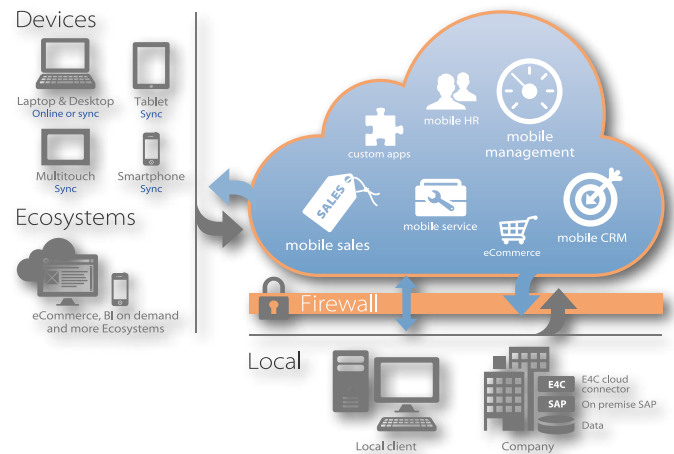 Devices
Laptop & Desktop
Online or sync
Tablet
Sync
Multitouch
Sync
Smartphone
Sync
Ecosystems
eCommerce, BI on demand
and more Ecosystems
mobile HR
custom apps
mobile
management
SALES
mobile sales
mobile service
eCommerce
mobile CRM
Firewall
Local
Local client
Company
E4C
E4C cloud
connector
SAP
On premise SAP
Data